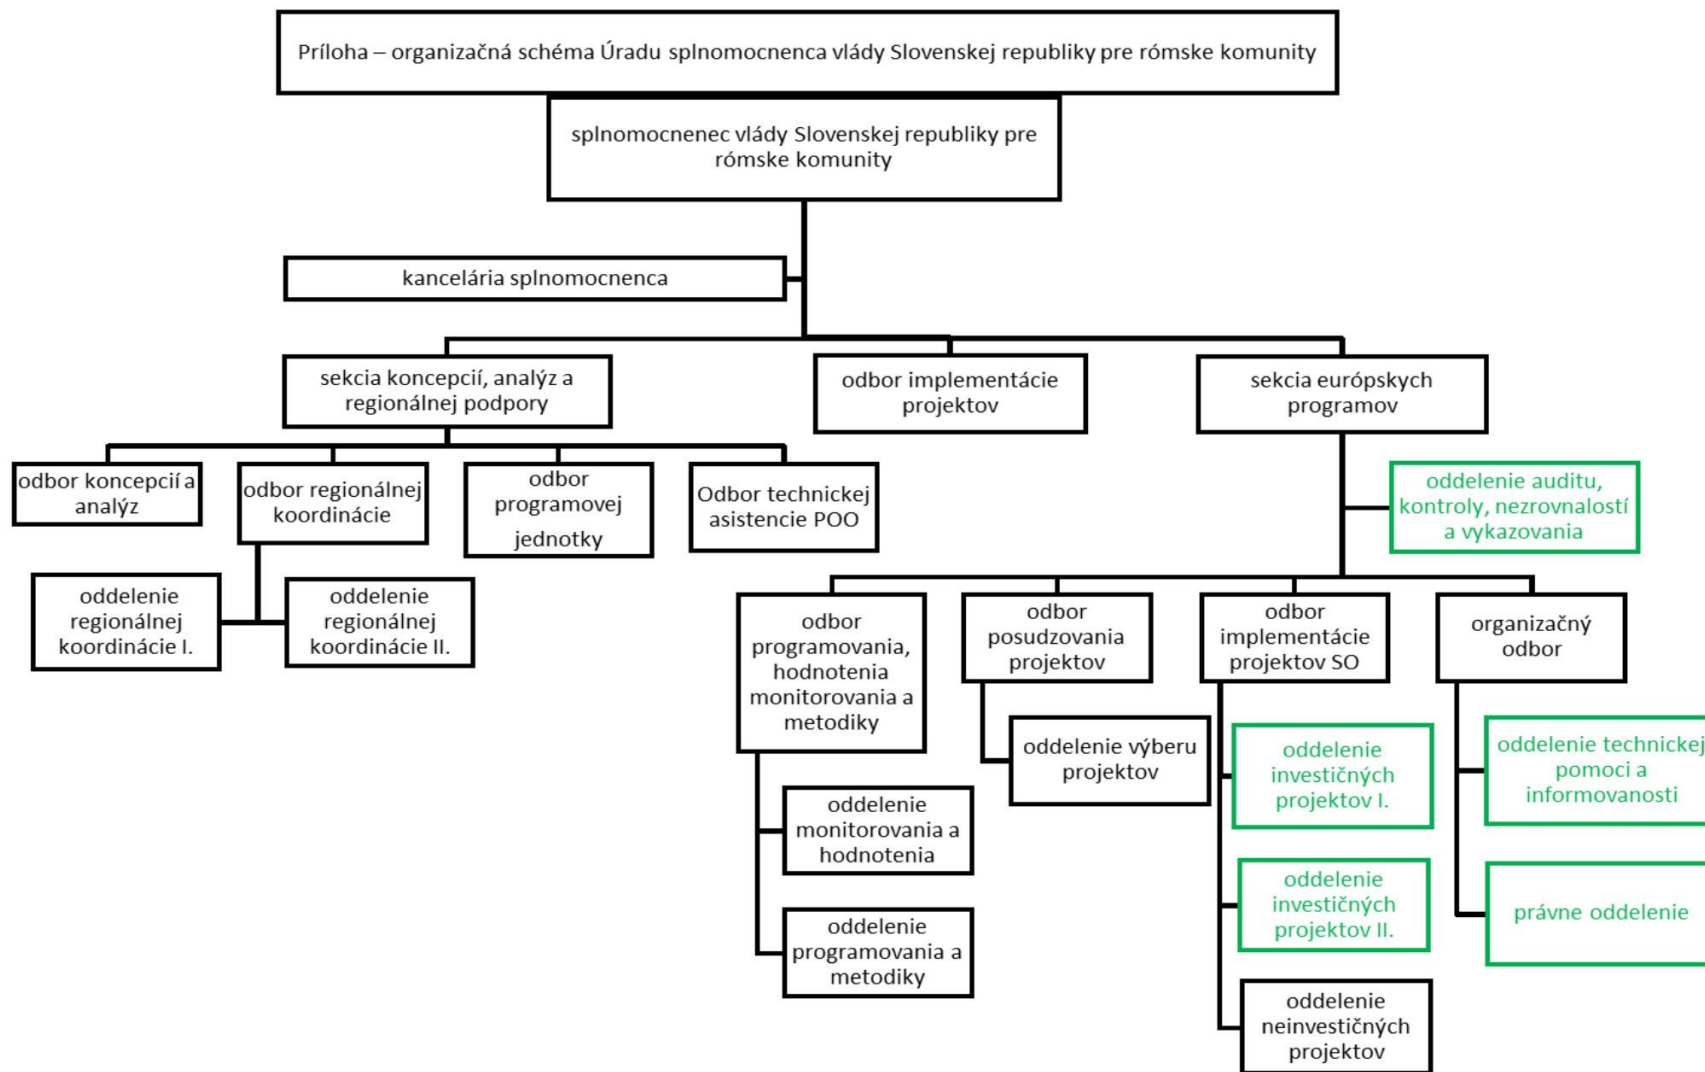 Príloha – organizačná schéma Úradu splnomocnenca vlády Slovenskej republiky pre rómske komunity
splnomocnenec vlády Slovenskej republiky pre
rómske komunity
kancelária splnomocnenca
sekcia koncepcií, analýz a
regionálnej podpory
odbor implementácie
projektov
sekcia európskych
programov
odbor koncepcií a
analýz
odbor regionálnej
koordinácie
odbor
programovej
jednotky
Odbor technickej
asistencie POO
oddelenie auditu,
kontroly, nezrovnalostí
a vykazovania
oddelenie
regionálnej
koordinácie I.
oddelenie
regionálnej
koordinácie II.
odbor
programovania,
hodnotenia
monitorovania a
metodiky
odbor
posudzovania
projektov
odbor
implementácie
projektov SO
organizačný
odbor
oddelenie výberu
projektov
oddelenie
investičných
projektov I.
oddelenie technickej
pomoci a
informovanosti
oddelenie
monitorovania a
hodnotenia
oddelenie
investičných
projektov II.
právne oddelenie
oddelenie
programovania a
metodiky
oddelenie
neinvestičných
projektov